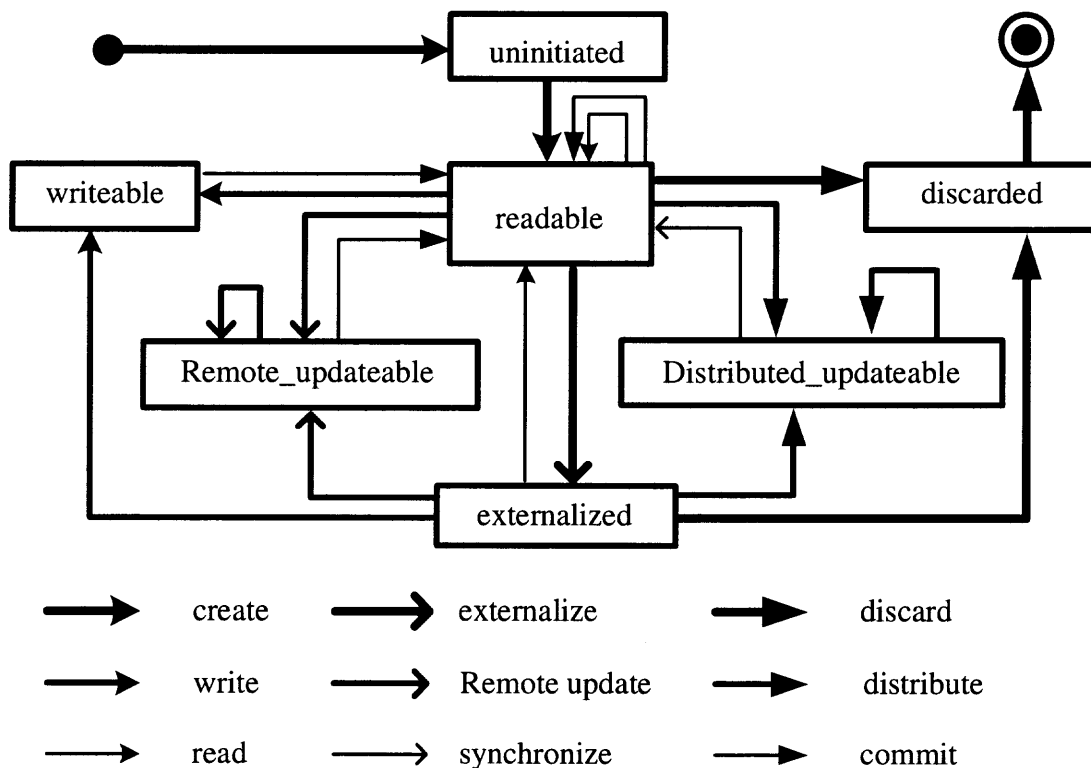 uninitiated
writeable
readable
discarded
Remote_updateable
Distributed_updateable
externalized
create
externalize
discard
write
Remote update
distribute
read
synchronize
commit